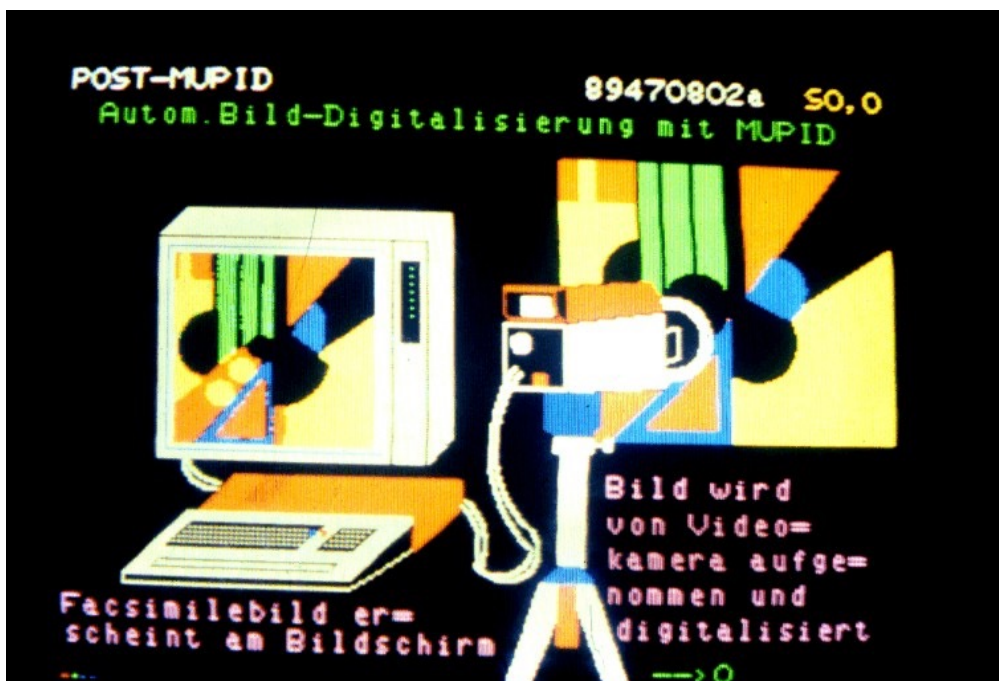 POST-MUPID 89470802a S0,0
Autom.Bild-Digitalisierung mit MUPID
Bild wird
von Video=
kamera aufge=
nommen und
digitalisiert
Facsimilebild er=
scheint am Bildschirm
-->0